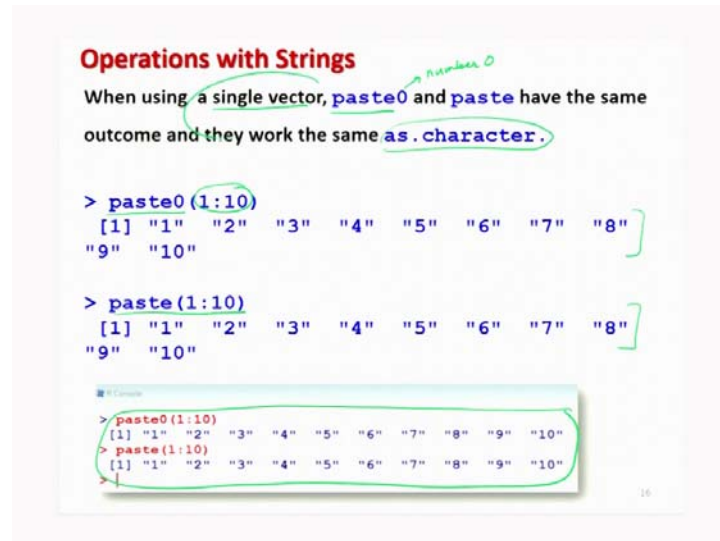 Operations with Strings
number 0
When using a single vector, paste0 and paste have the same
outcome and they work the same as.character.
> paste0(1:10)
[1] "1" "2" "3" "4" "5" "6" "7" "8"
"9" "10"
> paste(1:10)
[1] "1" "2" "3" "4" "5" "6" "7" "8"
"9" "10"
R Console
> paste0(1:10)
[1] "1" "2" "3" "4" "5" "6" "7" "8" "9" "10"
> paste(1:10)
[1] "1" "2" "3" "4" "5" "6" "7" "8" "9" "10"
> |
16